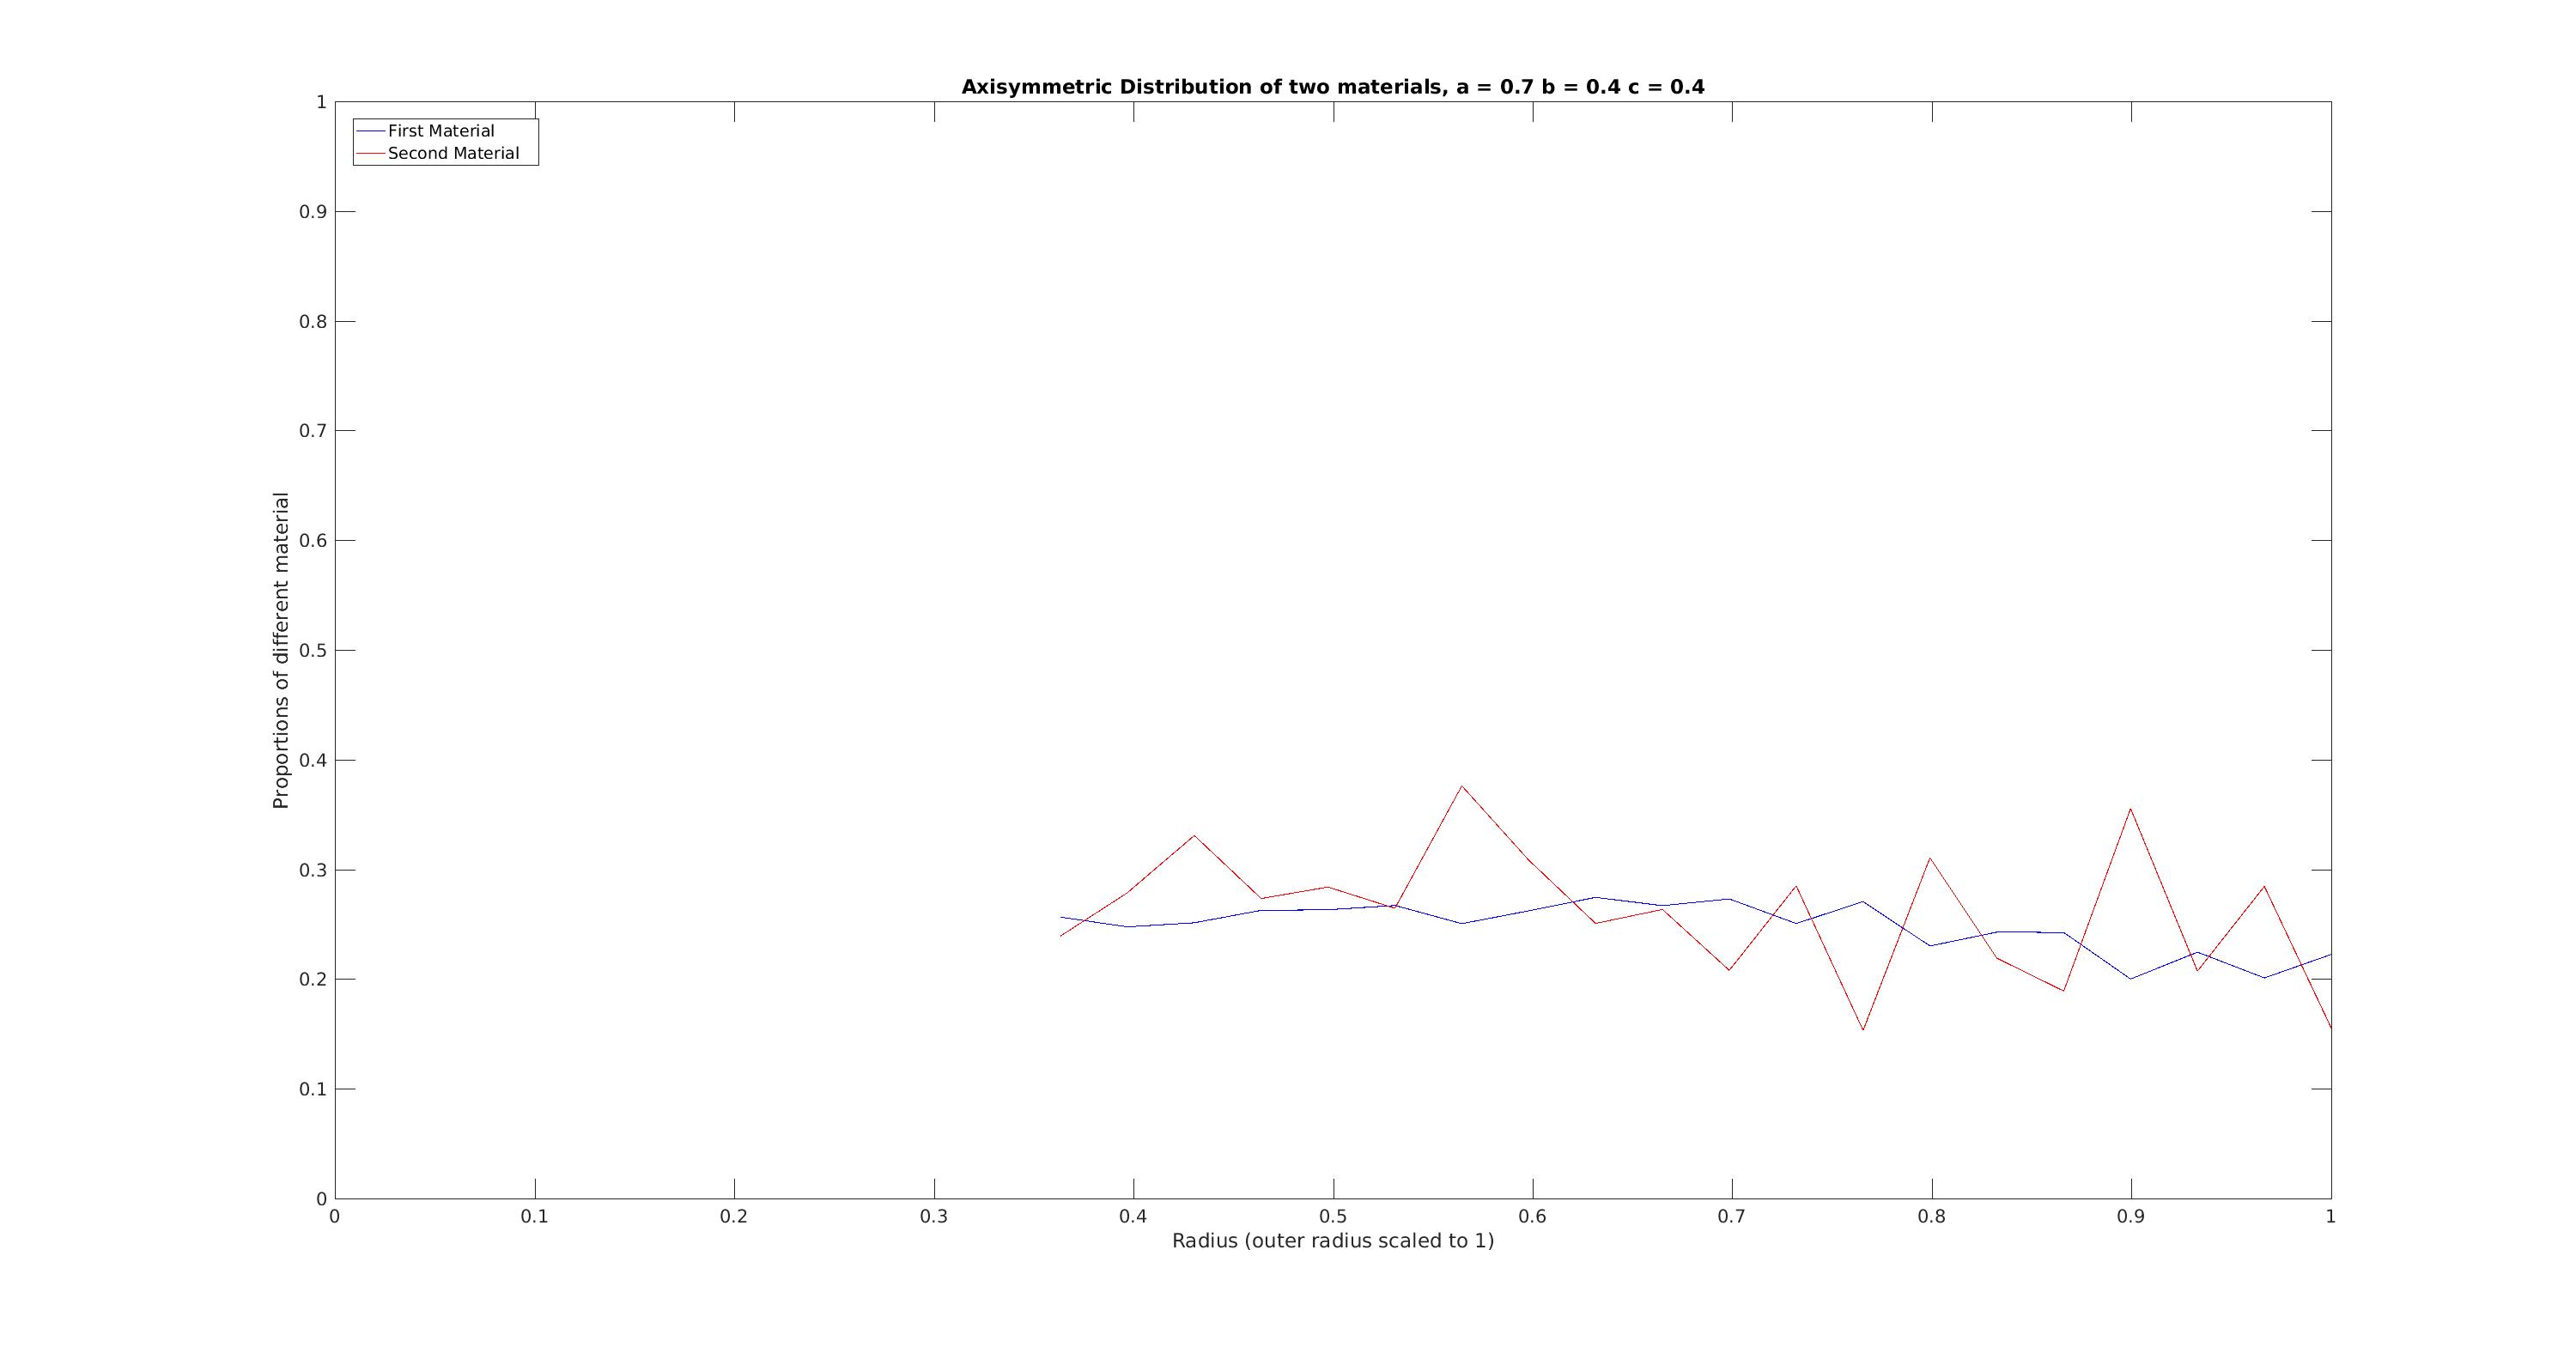 Axisymmetric Distribution of two materials, a = 0.7 b = 0.4 c = 0.4
First Material
Second Material
Proportions of different material
1
0.9
0.8
0.7
0.6
0.5
0.4
0.3
0.2
0.1
0
0 0.1 0.2 0.3 0.4 0.5 0.6 0.7 0.8 0.9 1
Radius (outer radius scaled to 1)